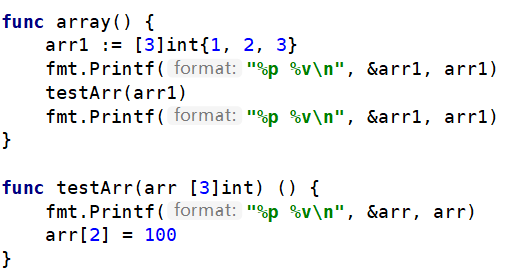 func array() {
    arr1 := [3]int{1, 2, 3}
    fmt.Printf( format: "%p %v\n", &arr1, arr1)
    testArr(arr1)
    fmt.Printf( format: "%p %v\n", &arr1, arr1)
}

func testArr(arr [3]int) () {
    fmt.Printf( format: "%p %v\n", &arr, arr)
    arr[2] = 100
}